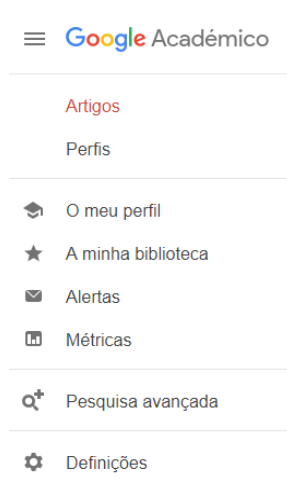 Google Académico
Artigos
Perfis
O meu perfil
A minha biblioteca
Alertas
Métricas
Pesquisa avançada
Definições